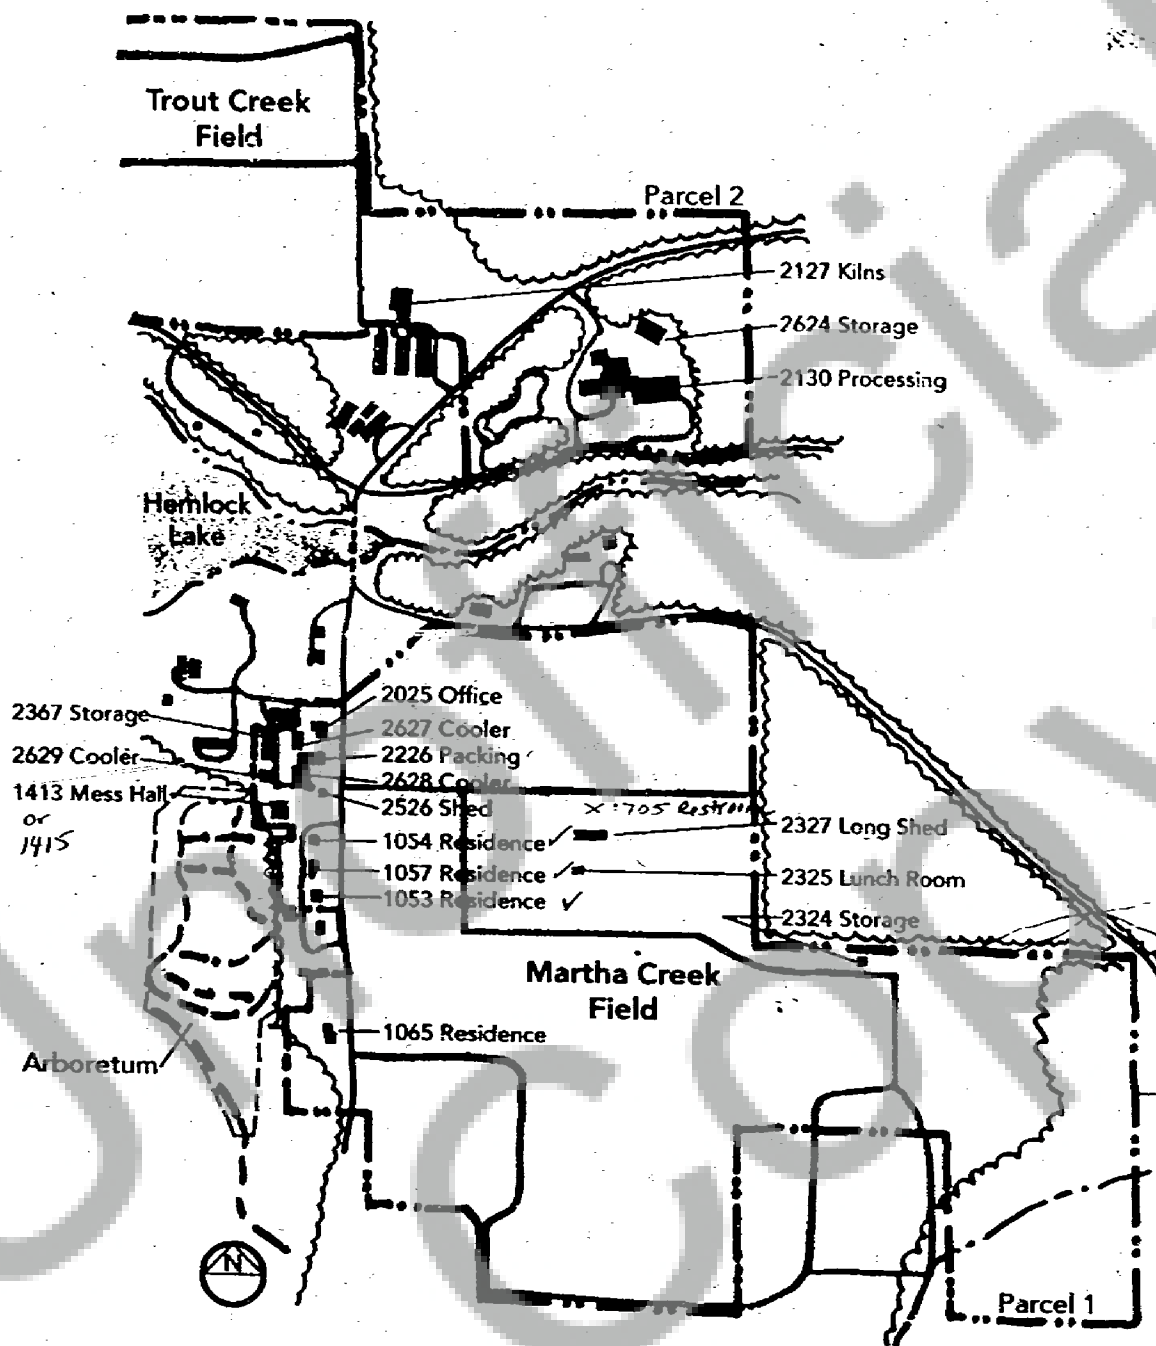 Trout Creek
Field
Parcel 2
2127 Kilns
2624 Storage
2130 Processing
Hemlock
Lake
2025 Office
2367 Storage
2627 Cooler
2629 Cooler
2226 Packing
2628 Cooler
1413 Mess Hall
or
1415
2526 Shed
X:705 Restroom
2327 Long Shed
1054 Residence
1057 Residence
2325 Lunch Room
1053 Residence
2324 Storage
Martha Creek
Field
1065 Residence
Arboretum
N
Parcel 1